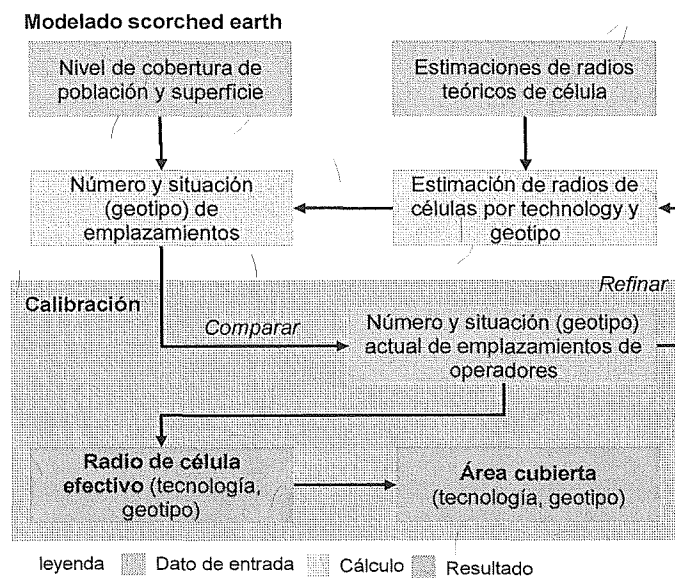 Modelado scorched earth
Nivel de cobertura de
población y superficie
Estimaciones de radios
teóricos de célula
Número y situación
(geotipo) de
emplazamientos
Estimación de radios de
células por technology y
geotipo
Refinar
Calibración
Comparar
Número y situación (geotipo)
actual de emplazamientos de
operadores
Radio de célula
efectivo (tecnología,
geotipo)
Área cubierta
(tecnología, geotipo)
leyenda Dato de entrada Cálculo Resultado